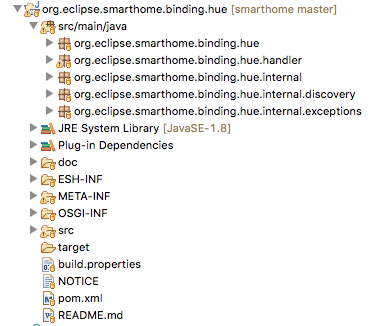 org.eclipse.smarthome.binding.hue [smarthome master]
src/main/java
org.eclipse.smarthome.binding.hue
org.eclipse.smarthome.binding.hue.handler
org.eclipse.smarthome.binding.hue.internal
org.eclipse.smarthome.binding.hue.internal.discovery
org.eclipse.smarthome.binding.hue.internal.exceptions
JRE System Library [JavaSE-1.8]
Plug-in Dependencies
doc
ESH-INF
META-INF
OSGI-INF
src
target
build.properties
NOTICE
pom.xml
README.md